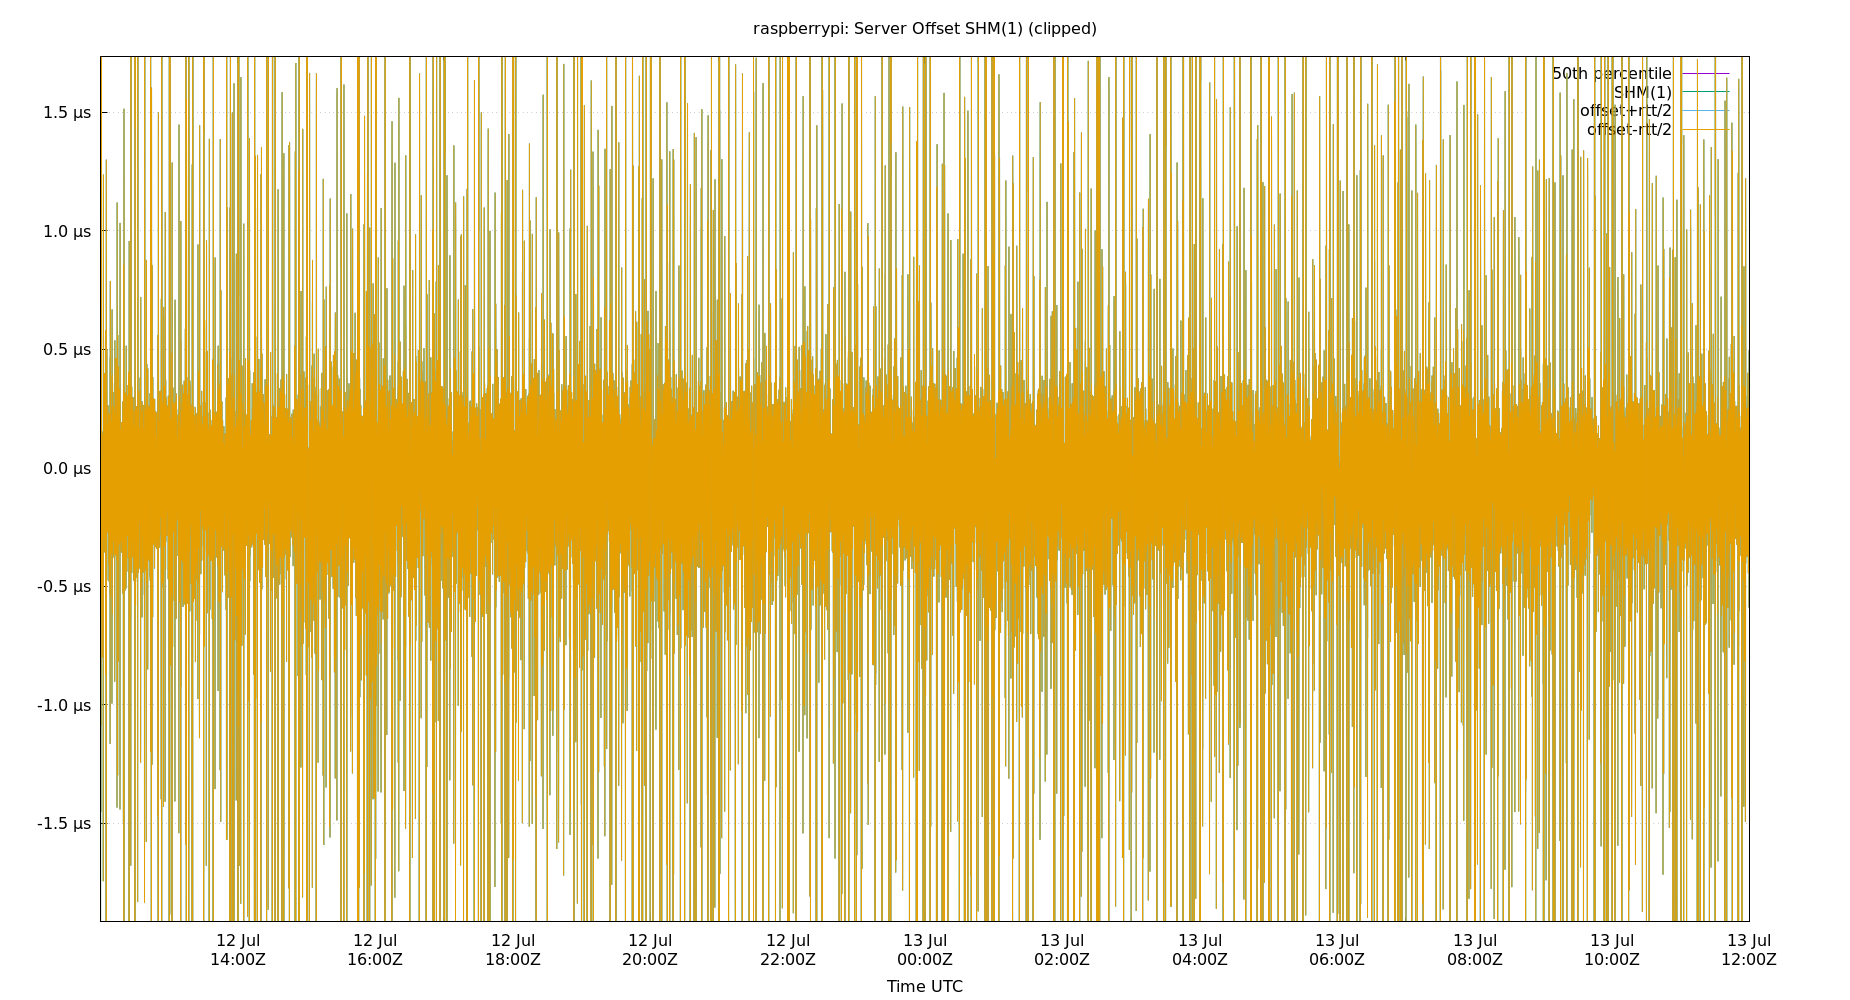 raspberrypi: Server Offset SHM(1) (clipped)
50th percentile
SHM(1)
offset+rtt/2
offset-rtt/2
1.5 µs
1.0 µs
0.5 µs
0.0 µs
-0.5 µs
-1.0 µs
-1.5 µs
12 Jul 12 Jul 12 Jul 12 Jul 12 Jul 13 Jul 13 Jul 13 Jul 13 Jul 13 Jul 13 Jul 13 Jul
14:00Z 16:00Z 18:00Z 20:00Z 22:00Z 00:00Z 02:00Z 04:00Z 06:00Z 08:00Z 10:00Z 12:00Z
Time UTC